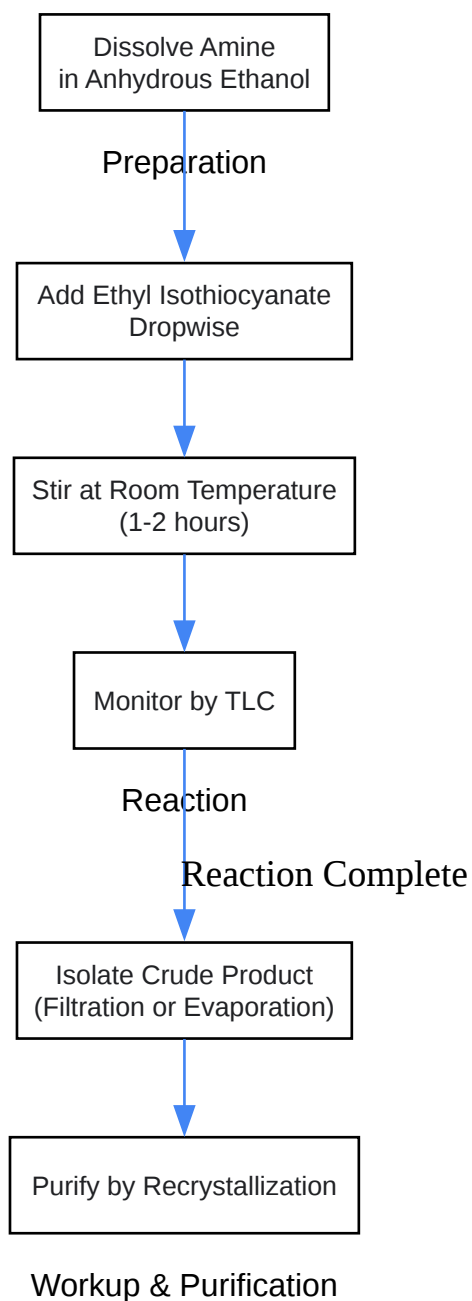 Dissolve Amine
in Anhydrous Ethanol
Preparation
Add Ethyl Isothiocyanate
Dropwise
Stir at Room Temperature
(1-2 hours)
Monitor by TLC
Reaction
Reaction Complete
Isolate Crude Product
(Filtration or Evaporation)
Purify by Recrystallization
Workup & Purification